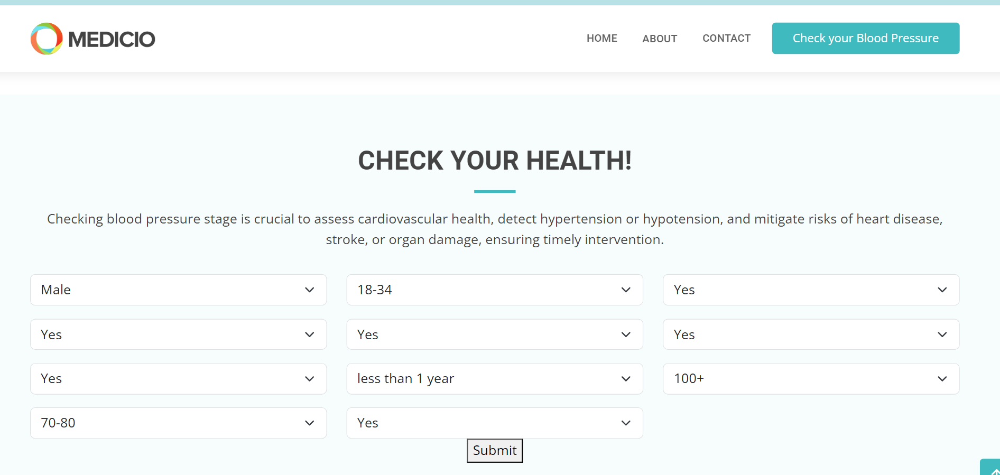 MEDICIO
HOME ABOUT CONTACT Check your Blood Pressure
CHECK YOUR HEALTH!
Checking blood pressure stage is crucial to assess cardiovascular health, detect hypertension or hypotension, and mitigate risks of heart disease,
stroke, or organ damage, ensuring timely intervention.
Male 18-34 Yes
Yes Yes Yes
Yes less than 1 year 100+
70-80 Yes
Submit